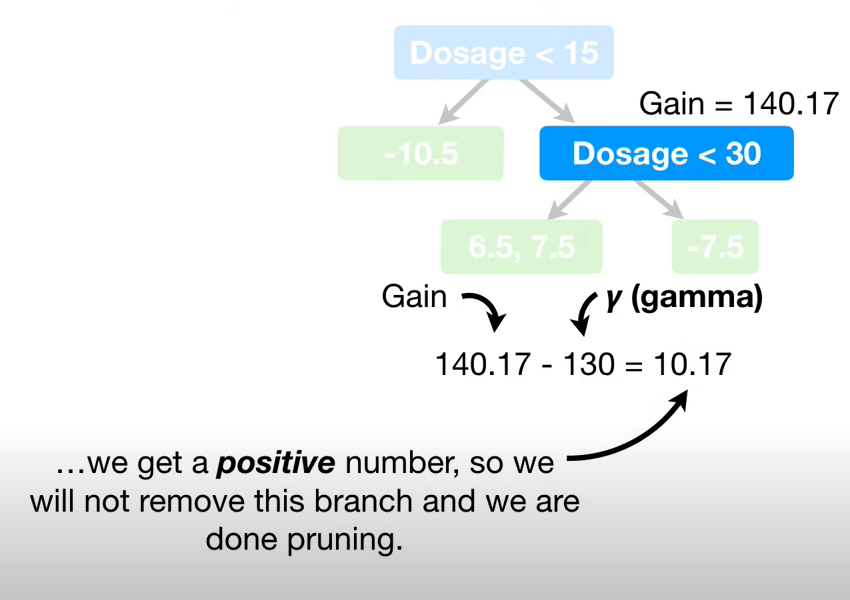 Dosage < 15
Gain = 140.17
-10.5
Dosage < 30
6.5, 7.5
-7.5
Gain
γ (gamma)
140.17 - 130 = 10.17
…we get a positive number, so we
will not remove this branch and we are
done pruning.